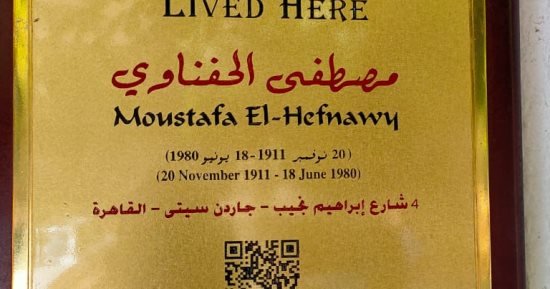 LIVED HERE
مصطفى الحفناوي
Moustafa El-Hefnawy
(20 نوفمبر 1911 - 18 يونيو 1980)
(20 November 1911 - 18 June 1980)
4 شارع إبراهيم نجيب - جاردن سيتى - القاهرة